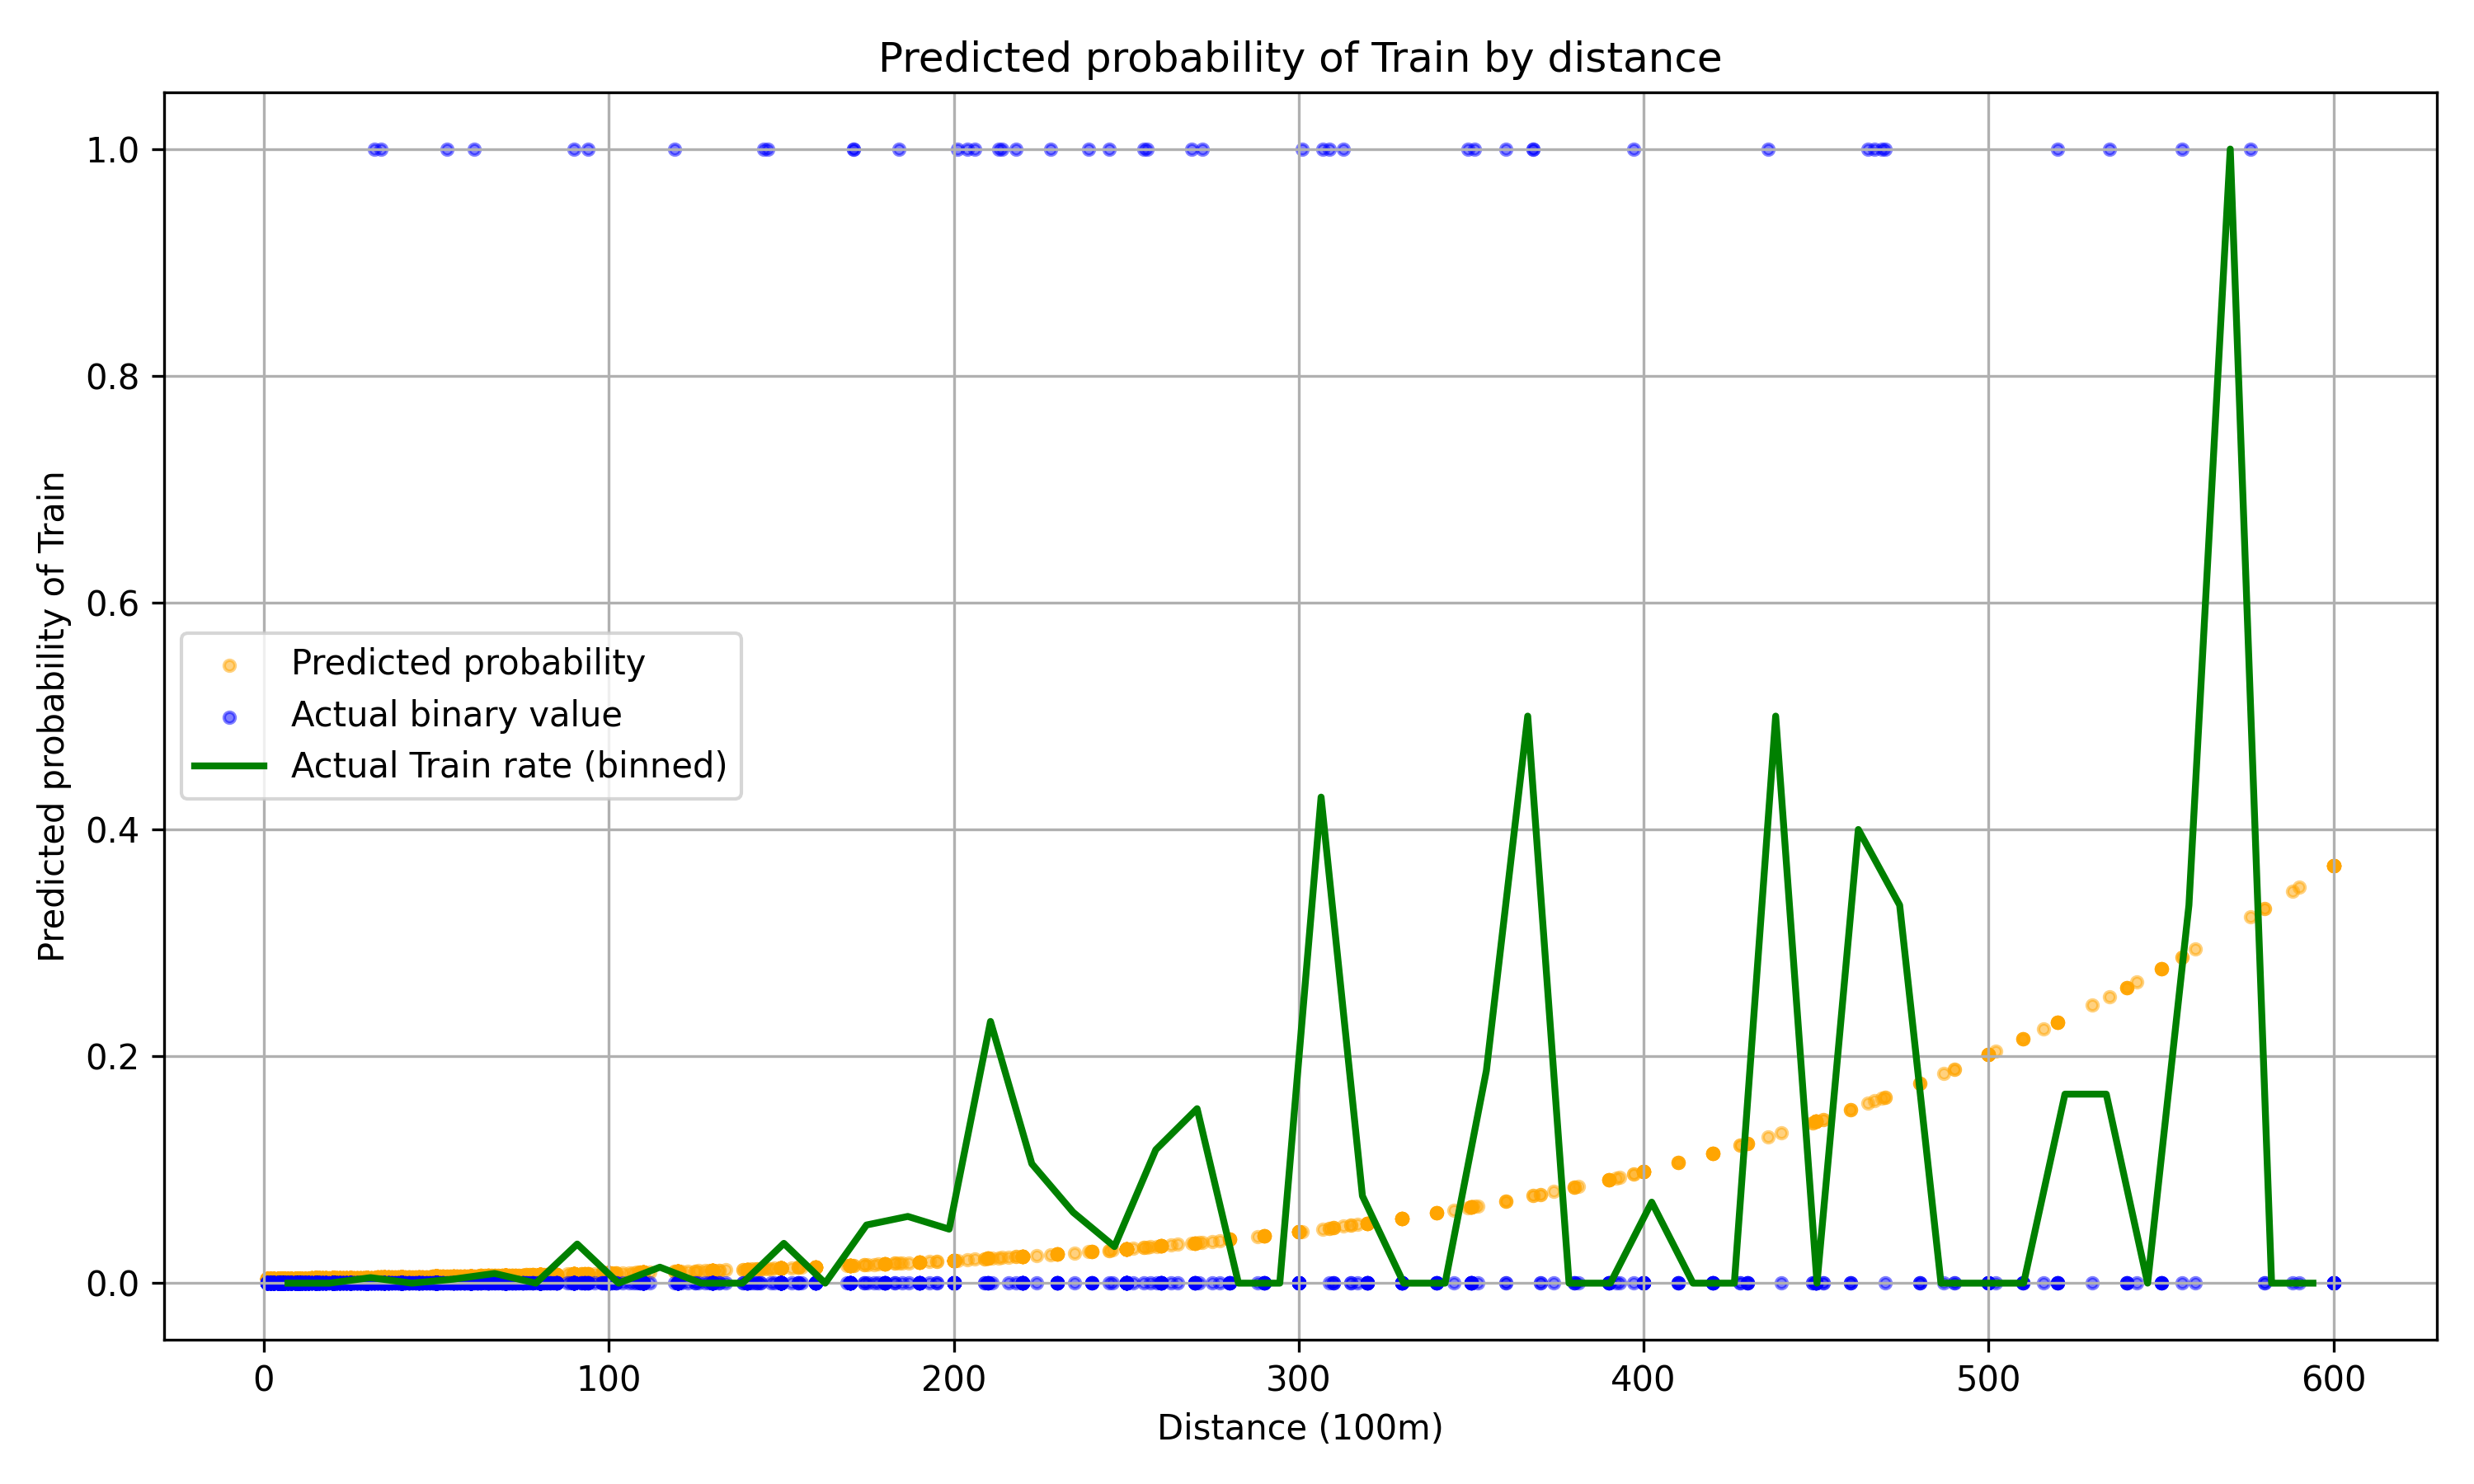 Predicted probability of Train by distance
Predicted probability of Train
1.0
0.8
0.6
0.4
0.2
0.0
Predicted probability
Actual binary value
Actual Train rate (binned)
0 100 200 300 400 500 600
Distance (100m)